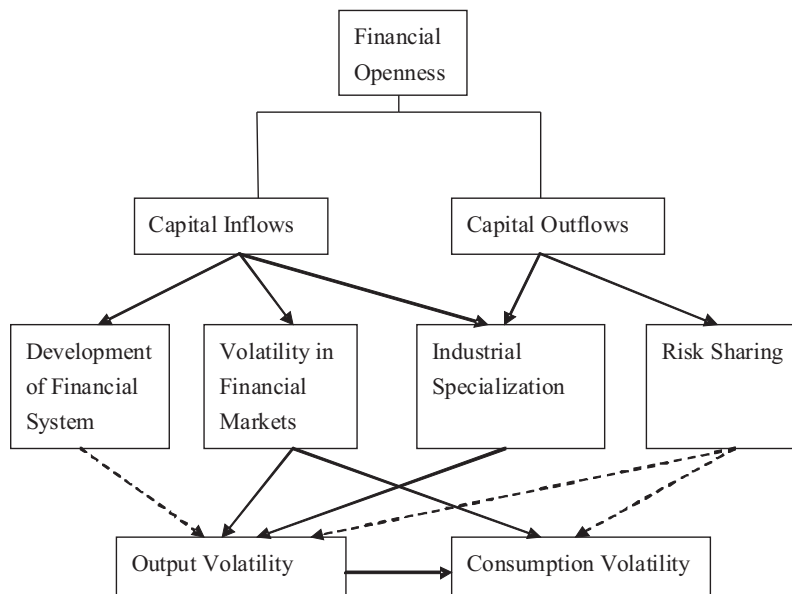 Financial
Openness
Capital Inflows
Capital Outflows
Development
of Financial
System
Volatility in
Financial
Markets
Industrial
Specialization
Risk Sharing
Output Volatility
Consumption Volatility